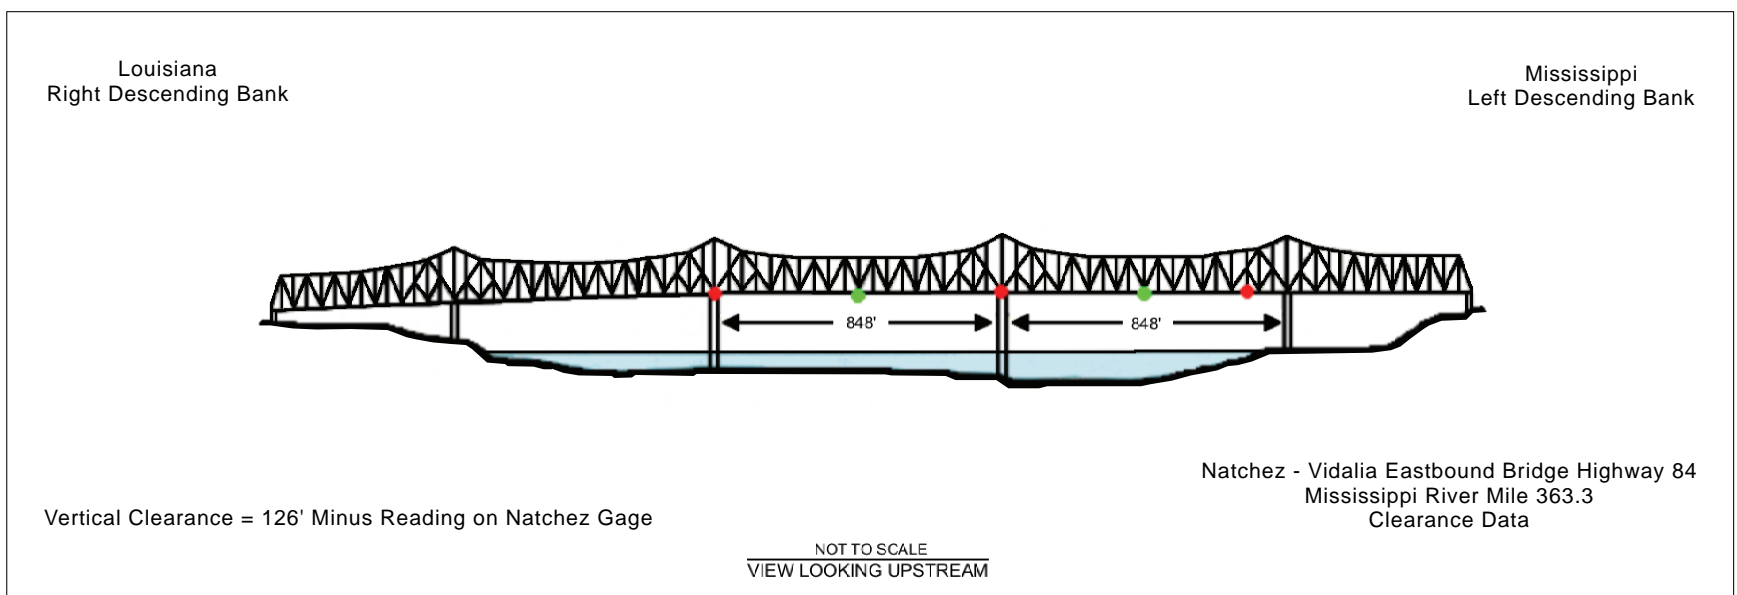 Louisiana
Right Descending Bank
Mississippi
Left Descending Bank
848'
848'
Natchez - Vidalia Eastbound Bridge Highway 84
Mississippi River Mile 363.3
Clearance Data
Vertical Clearance = 126' Minus Reading on Natchez Gage
NOT TO SCALE
VIEW LOOKING UPSTREAM